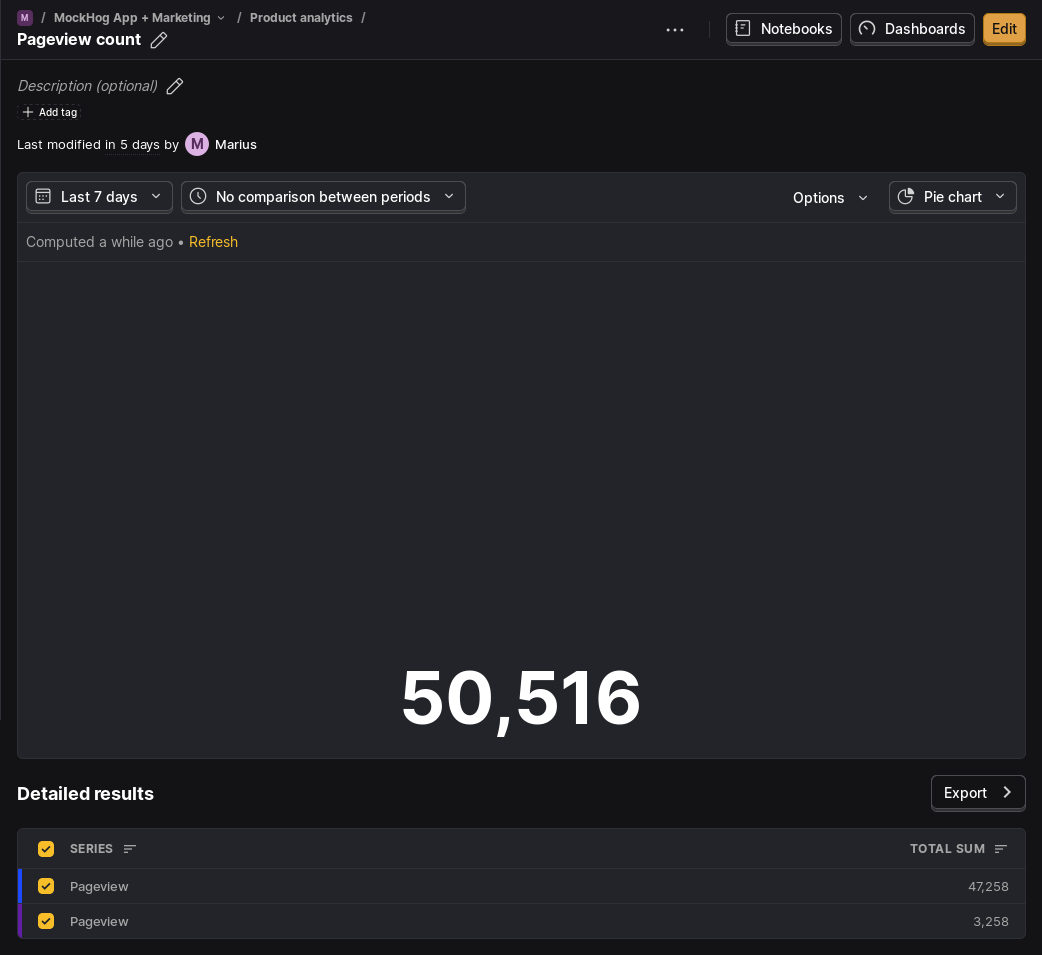 M / MockHog App + Marketing / Product analytics /
Pageview count
Notebooks
Dashboards
Edit
Description (optional)
Add tag
Last modified in 5 days by M Marius
Last 7 days
No comparison between periods
Options
Pie chart
Computed a while ago • Refresh
50,516
Detailed results
Export
SERIES TOTAL SUM
Pageview 47,258
Pageview 3,258